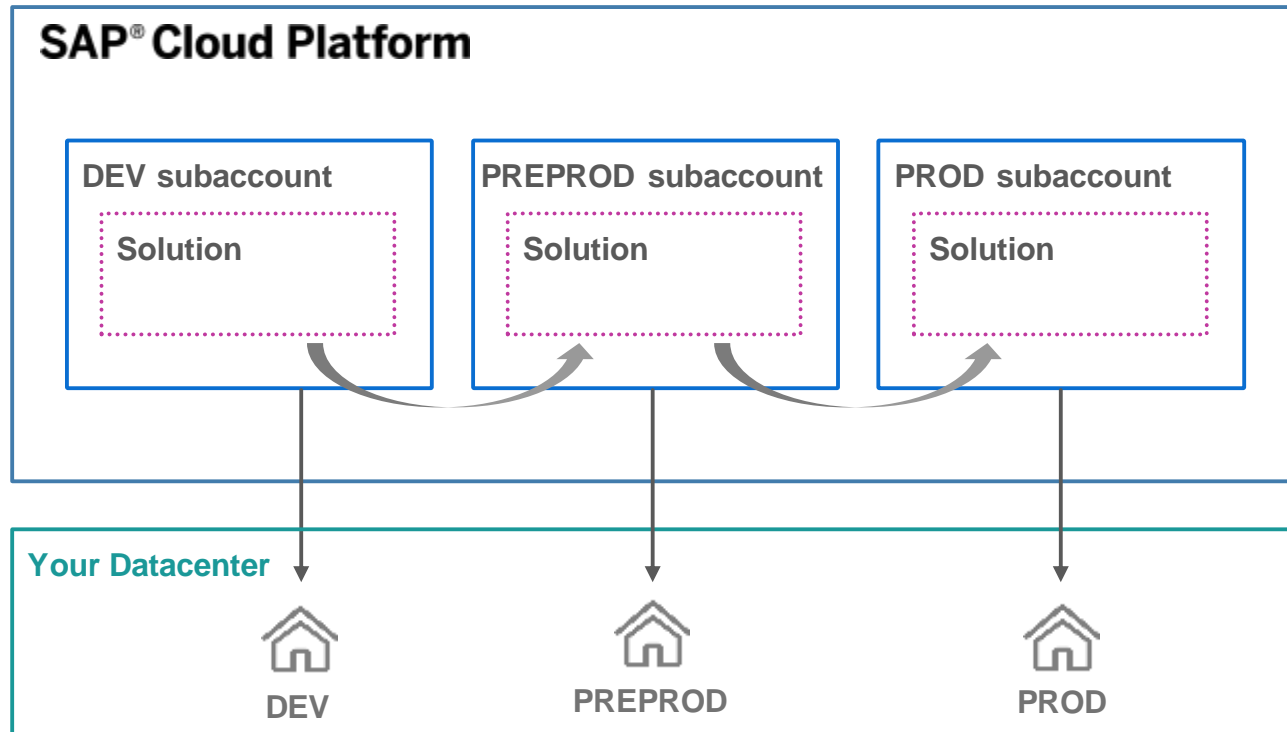 SAP® Cloud Platform
DEV subaccount
PREPROD subaccount
PROD subaccount
Solution
Solution
Solution
Your Datacenter
DEV
PREPROD
PROD